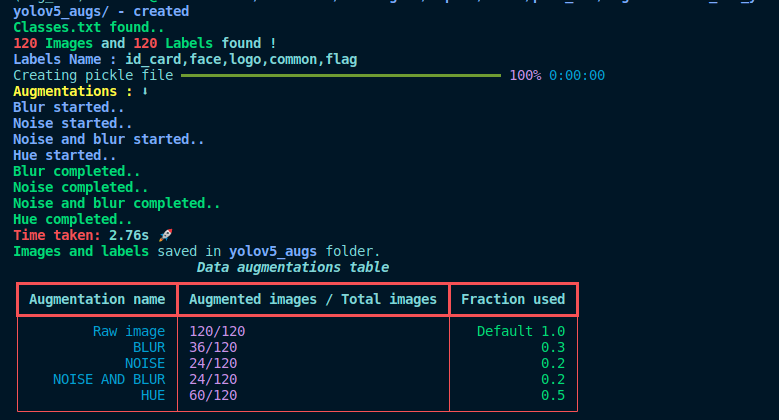 yolov5_augs/ - created
Classes.txt found..
120 Images and 120 Labels found !
Labels Name : id_card,face,logo,common,flag
Creating pickle file 100% 0:00:00
Augmentations : ⬇
Blur started..
Noise started..
Noise and blur started..
Hue started..
Blur completed..
Noise completed..
Noise and blur completed..
Hue completed..
Time taken: 2.76s 🚀
Images and labels saved in yolov5_augs folder.
Data augmentations table
Augmentation name Augmented images / Total images Fraction used
Raw image 120/120 Default 1.0
BLUR 36/120 0.3
NOISE 24/120 0.2
NOISE AND BLUR 24/120 0.2
HUE 60/120 0.5